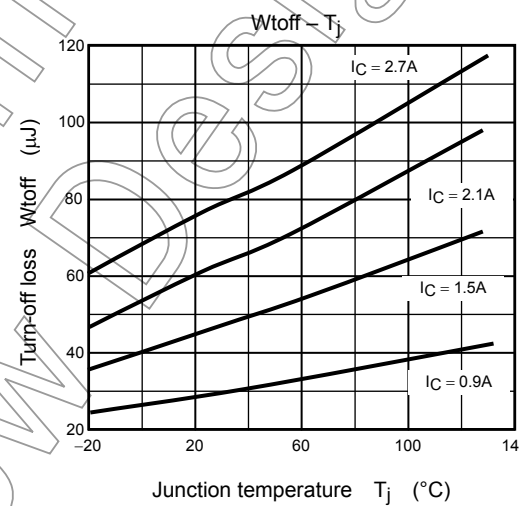 Wtoff – Tj
120
100
80
60
40
20
Turn-off loss Wtoff (μJ)
IC = 2.7A
IC = 2.1A
IC = 1.5A
IC = 0.9A
–20
20
60
100
14
Junction temperature Tj (°C)